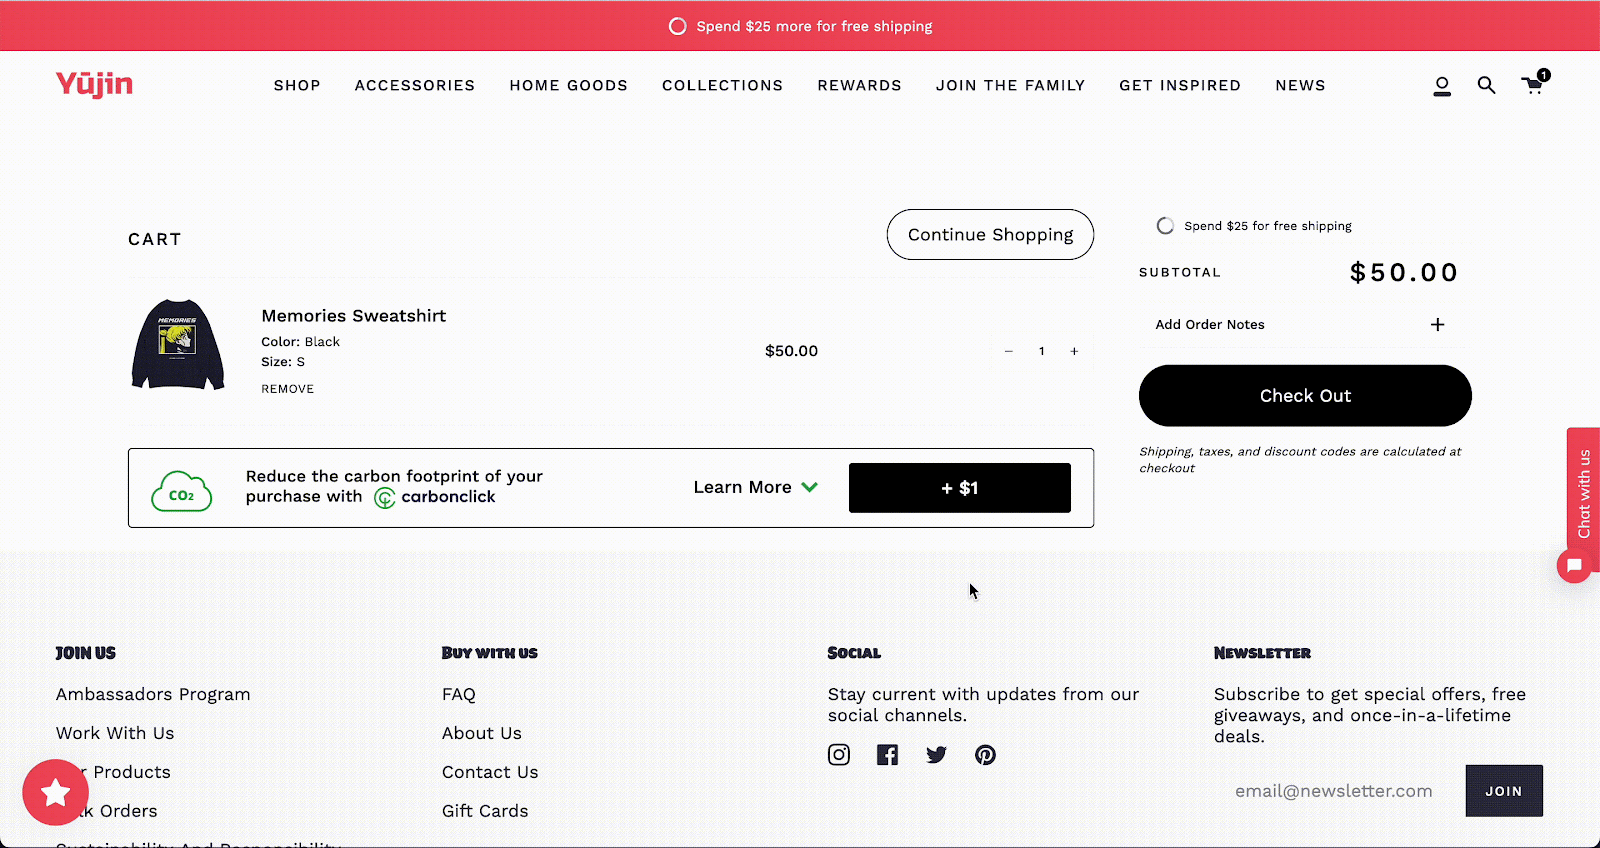 Spend $25 more for free shipping
Yūjin
SHOP ACCESSORIES HOME GOODS COLLECTIONS REWARDS JOIN THE FAMILY GET INSPIRED NEWS
1
CART
Continue Shopping
Memories Sweatshirt
Color: Black
Size: S
REMOVE
MEMORIES
$50.00
− 1 +
Spend $25 for free shipping
SUBTOTAL $50.00
Add Order Notes +
Check Out
Shipping, taxes, and discount codes are calculated at
checkout
CO2
Reduce the carbon footprint of your
purchase with carbonclick
Learn More
+ $1
Chat with us
JOIN US
Ambassadors Program
Work With Us
Products
Orders
Sustainability And Responsibility
BUY WITH US
FAQ
About Us
Contact Us
Gift Cards
SOCIAL
Stay current with updates from our
social channels.
NEWSLETTER
Subscribe to get special offers, free
giveaways, and once-in-a-lifetime
deals.
email@newsletter.com
JOIN